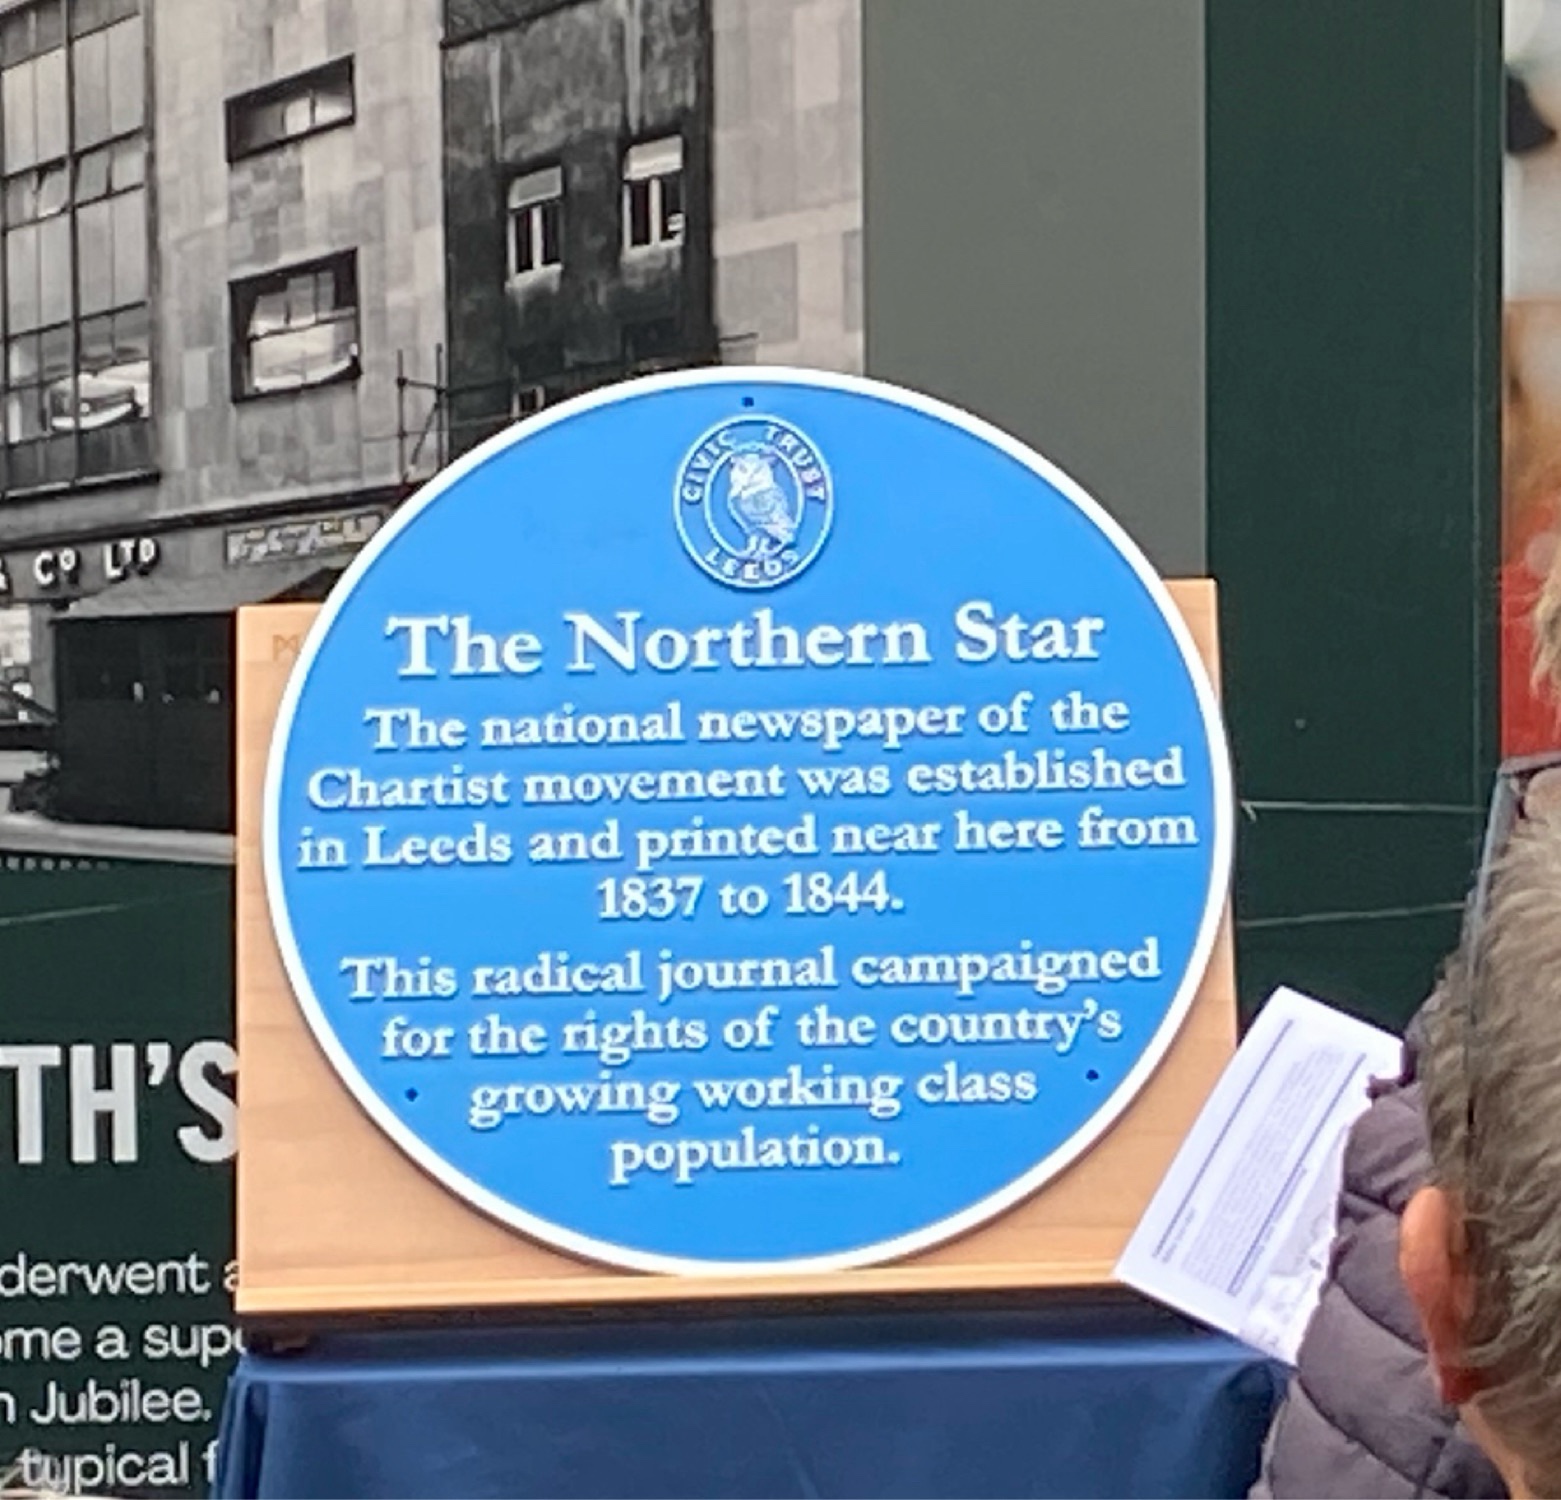 CO LTD
CIVIC TRUST
LEEDS
The Northern Star
The national newspaper of the
Chartist movement was established
in Leeds and printed near here from
1837 to 1844.
This radical journal campaigned
for the rights of the country's
growing working class
population.
TH'S
derwent a
ome a sup
n Jubilee.
typical f